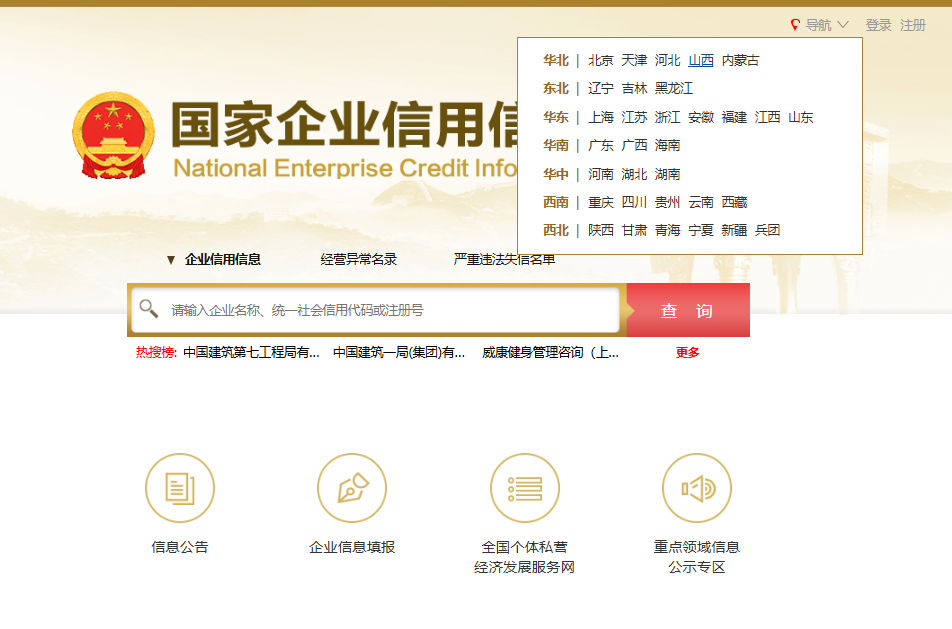 导航 登录 注册
华北 | 北京 天津 河北 山西 内蒙古
东北 | 辽宁 吉林 黑龙江
华东 | 上海 江苏 浙江 安徽 福建 江西 山东
华南 | 广东 广西 海南
华中 | 河南 湖北 湖南
西南 | 重庆 四川 贵州 云南 西藏
西北 | 陕西 甘肃 青海 宁夏 新疆 兵团
国家企业信用信
National Enterprise Credit Info
企业信用信息 经营异常名录 严重违法失信名单
请输入企业名称、统一社会信用代码或注册号 查 询
热搜榜: 中国建筑第七工程局有... 中国建筑一局(集团)有... 威康健身管理咨询（上... 更多
信息公告 企业信息填报 全国个体私营 重点领域信息
经济发展服务网 公示专区